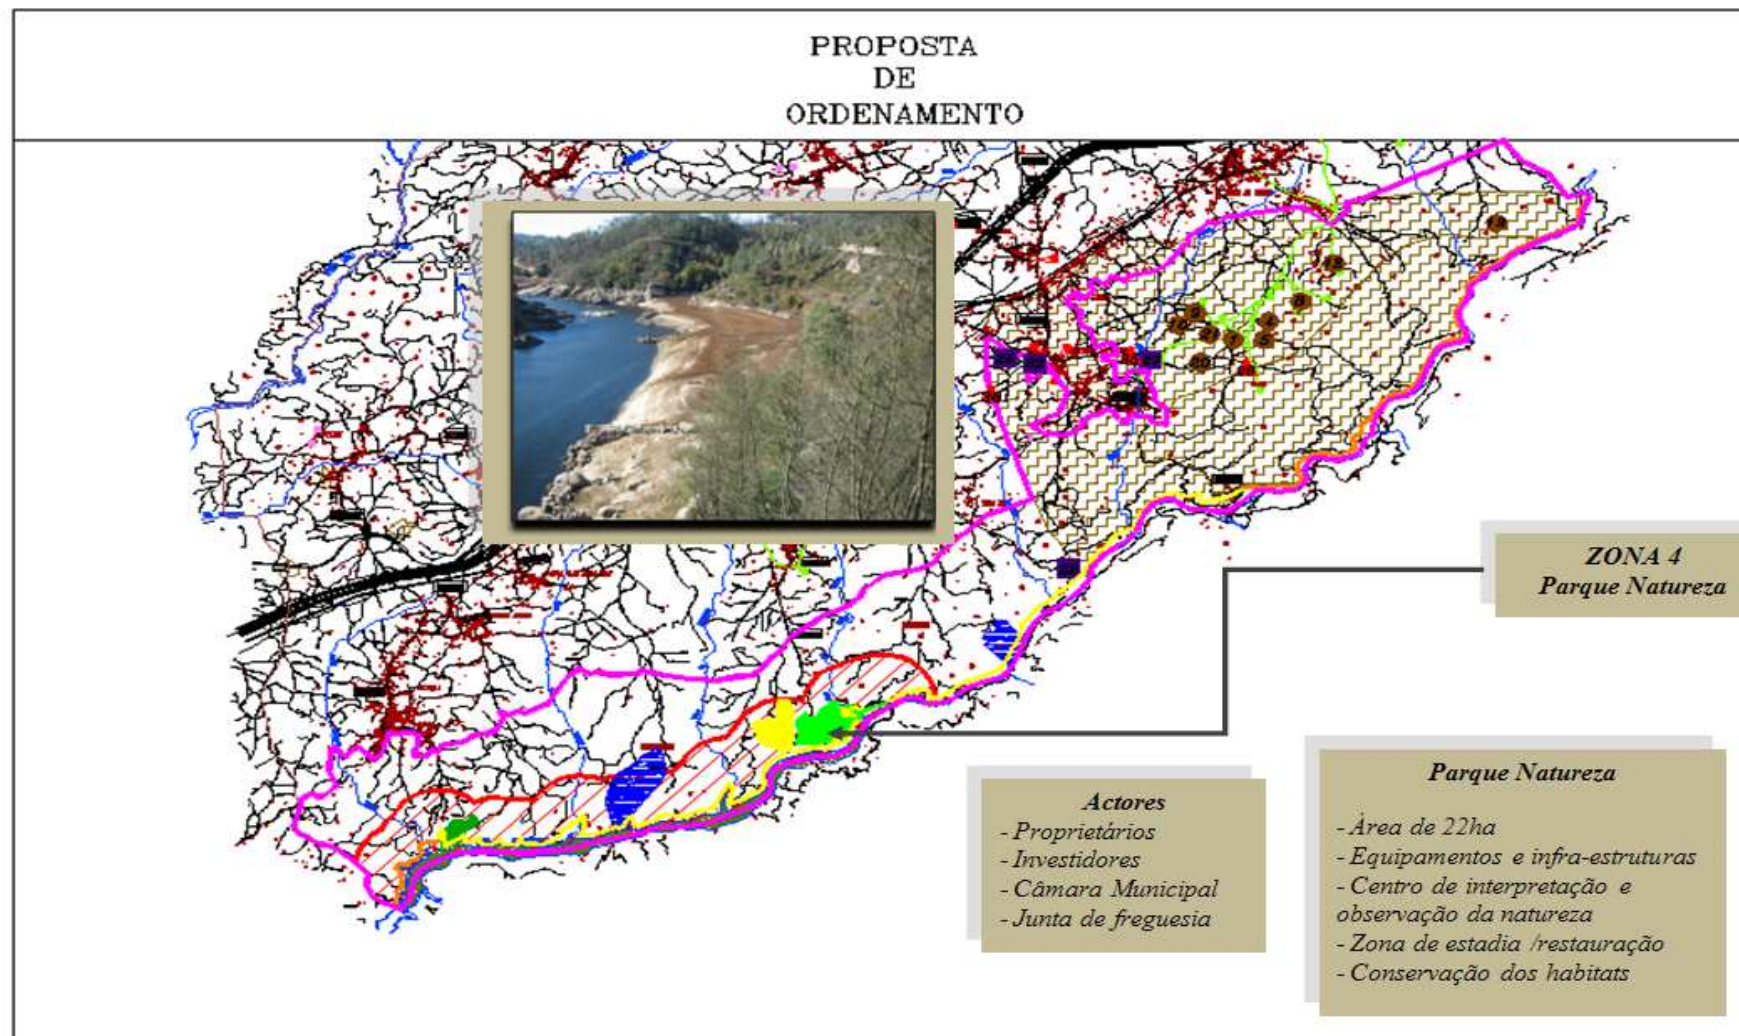 PROPOSTA
DE
ORDENAMENTO
ZONA 4
Parque Natureza
Actores
- Proprietários
- Investidores
- Câmara Municipal
- Junta de freguesia
Parque Natureza
- Área de 22ha
- Equipamentos e infra-estruturas
- Centro de interpretação e
observação da natureza
- Zona de estadia /restauração
- Conservação dos habitats